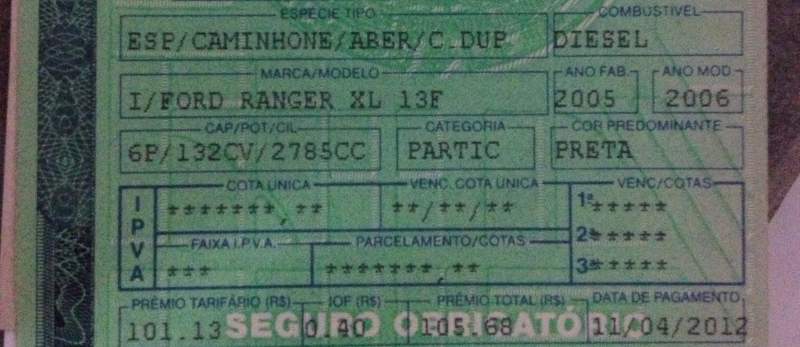 ESPÉCIE TIPO COMBUSTÍVEL
ESP/CAMINHONE/ABER/C.DUP DIESEL
MARCA/MODELO ANO FAB. ANO MOD.
I/FORD RANGER XL 13F 2005 2006
CAP/POT/CIL CATEGORIA COR PREDOMINANTE
6P/132CV/2785CC PARTIC PRETA
IPVA
COTA ÚNICA VENC. COTA ÚNICA VENC/COTAS
*******,** **/**/** 1ª *****
2ª *****
FAIXA I.P.V.A. PARCELAMENTO/COTAS
*** *******,** 3ª *****
PRÊMIO TARIFÁRIO (R$) IOF (R$) PRÊMIO TOTAL (R$) DATA DE PAGAMENTO
SEGURO OBRIGATÓRIO
101.13 0.40 105.68 11/04/2012